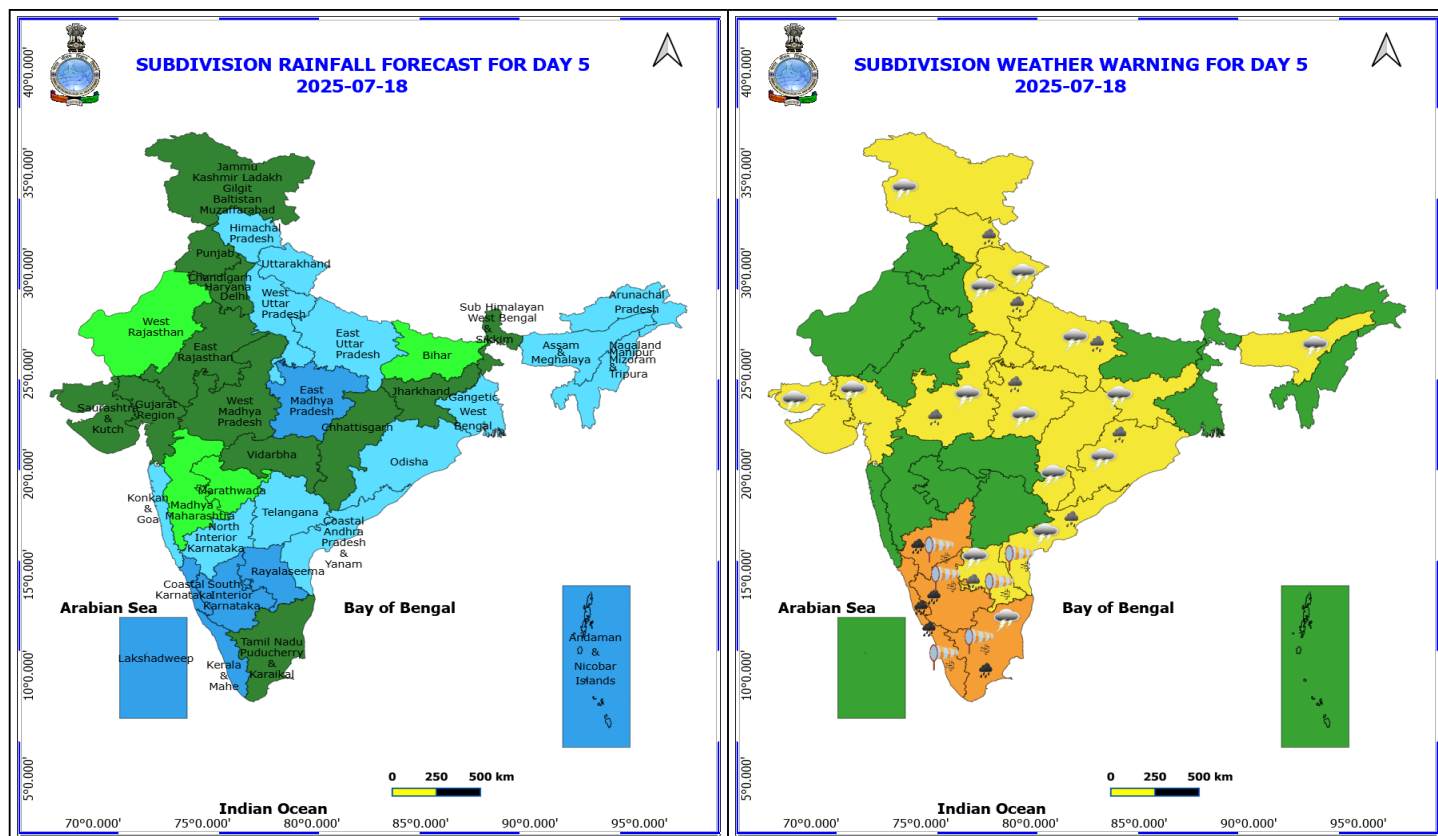 SUBDIVISION RAINFALL FORECAST FOR DAY 5
2025-07-18
40°0.000'
35°0.000'
30°0.000'
25°0.000'
20°0.000'
15°0.000'
10°0.000'
5°0.000'
Jammu
Kashmir Ladakh
Gilgit
Baltistan
Muzaffarabad
Himachal
Pradesh
Punjab
Uttarakhand
Chandigarh
Haryana
Delhi
West
Uttar
Pradesh
West
Rajasthan
East
Rajasthan
East
Uttar
Pradesh
Bihar
Sub Himalayan
West Bengal
&
Sikkim
Arunachal
Pradesh
Assam
&
Meghalaya
Nagaland
Manipur
Mizoram
&
Tripura
Saurashtra
&
Kutch
Gujarat
Region
West
Madhya
Pradesh
East
Madhya
Pradesh
Jharkhand
Gangetic
West
Bengal
Chhattisgarh
Vidarbha
Odisha
Konkan
&
Goa
Madhya
Maharashtra
Marathwada
Telangana
North
Interior
Karnataka
Coastal
Andhra
Pradesh
&
Yanam
Rayalaseema
Coastal
Karnataka
South
Interior
Karnataka
Arabian Sea
Bay of Bengal
Lakshadweep
Kerala
&
Mahe
Tamil Nadu
Puducherry
&
Karaikal
Andaman
&
Nicobar
Islands
0 250 500 km
Indian Ocean
70°0.000' 75°0.000' 80°0.000' 85°0.000' 90°0.000' 95°0.000'
SUBDIVISION WEATHER WARNING FOR DAY 5
2025-07-18
40°0.000'
35°0.000'
30°0.000'
25°0.000'
20°0.000'
15°0.000'
10°0.000'
5°0.000'
Arabian Sea
Bay of Bengal
0 250 500 km
Indian Ocean
70°0.000' 75°0.000' 80°0.000' 85°0.000' 90°0.000' 95°0.000'